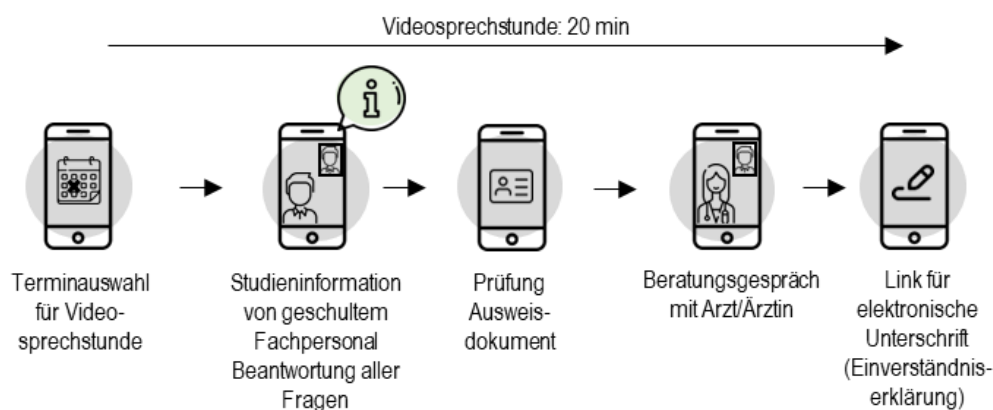 Videosprechstunde: 20 min
i
Terminauswahl
für Video-
sprechstunde
Studieninformation
von geschultem
Fachpersonal
Beantwortung aller
Fragen
Prüfung
Ausweis-
dokument
Beratungsgespräch
mit Arzt/Ärztin
Link für
elektronische
Unterschrift
(Einverständnis-
erklärung)